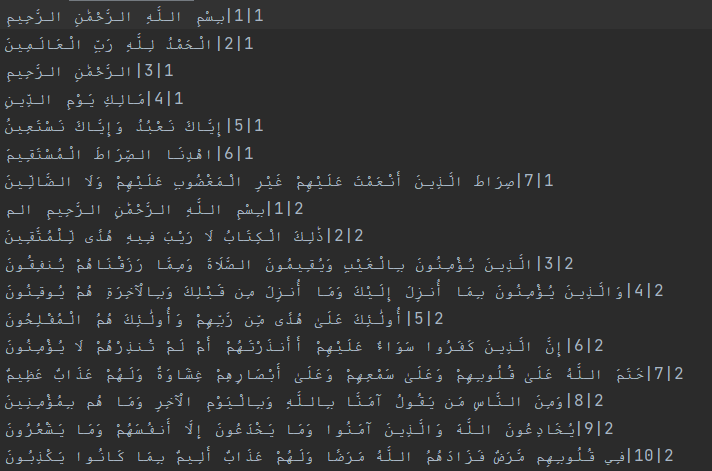 1|1|بِسْمِ اللَّهِ الرَّحْمَٰنِ الرَّحِيمِ
1|2|الْحَمْدُ لِلَّهِ رَبِّ الْعَالَمِينَ
1|3|الرَّحْمَٰنِ الرَّحِيمِ
1|4|مَالِكِ يَوْمِ الدِّينِ
1|5|إِيَّاكَ نَعْبُدُ وَإِيَّاكَ نَسْتَعِينُ
1|6|اهْدِنَا الصِّرَاطَ الْمُسْتَقِيمَ
1|7|صِرَاطَ الَّذِينَ أَنْعَمْتَ عَلَيْهِمْ غَيْرِ الْمَغْضُوبِ عَلَيْهِمْ وَلَا الضَّالِّينَ
2|1|بِسْمِ اللَّهِ الرَّحْمَٰنِ الرَّحِيمِ الم
2|2|ذَٰلِكَ الْكِتَابُ لَا رَيْبَ فِيهِ هُدًى لِّلْمُتَّقِينَ
2|3|الَّذِينَ يُؤْمِنُونَ بِالْغَيْبِ وَيُقِيمُونَ الصَّلَاةَ وَمِمَّا رَزَقْنَاهُمْ يُنفِقُونَ
2|4|وَالَّذِينَ يُؤْمِنُونَ بِمَا أُنزِلَ إِلَيْكَ وَمَا أُنزِلَ مِن قَبْلِكَ وَبِالْآخِرَةِ هُمْ يُوقِنُونَ
2|5|أُولَٰئِكَ عَلَىٰ هُدًى مِّن رَّبِّهِمْ وَأُولَٰئِكَ هُمُ الْمُفْلِحُونَ
2|6|إِنَّ الَّذِينَ كَفَرُوا سَوَاءٌ عَلَيْهِمْ أَأَنذَرْتَهُمْ أَمْ لَمْ تُنذِرْهُمْ لَا يُؤْمِنُونَ
2|7|خَتَمَ اللَّهُ عَلَىٰ قُلُوبِهِمْ وَعَلَىٰ سَمْعِهِمْ وَعَلَىٰ أَبْصَارِهِمْ غِشَاوَةٌ وَلَهُمْ عَذَابٌ عَظِيمٌ
2|8|وَمِنَ النَّاسِ مَن يَقُولُ آمَنَّا بِاللَّهِ وَبِالْيَوْمِ الْآخِرِ وَمَا هُم بِمُؤْمِنِينَ
2|9|يُخَادِعُونَ اللَّهَ وَالَّذِينَ آمَنُوا وَمَا يَخْدَعُونَ إِلَّا أَنفُسَهُمْ وَمَا يَشْعُرُونَ
2|10|فِي قُلُوبِهِم مَّرَضٌ فَزَادَهُمُ اللَّهُ مَرَضًا وَلَهُمْ عَذَابٌ أَلِيمٌ بِمَا كَانُوا يَكْذِبُونَ